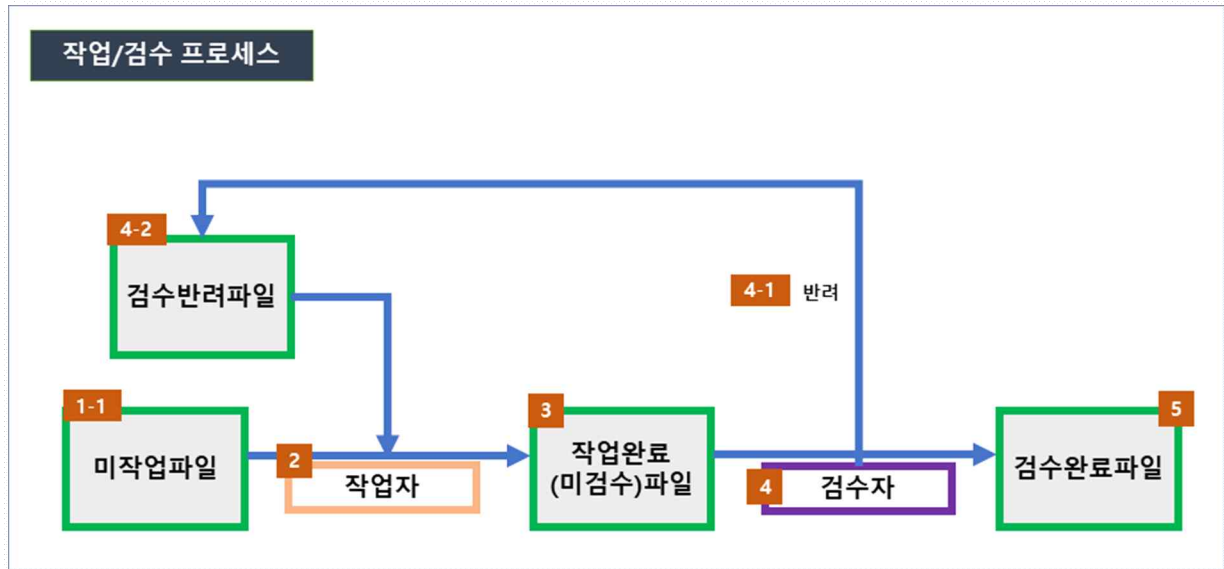 작업/검수 프로세스
4-2
검수반려파일
4-1 반려
1-1
미작업파일
2
작업자
3
작업완료
(미검수)파일
4
검수자
5
검수완료파일